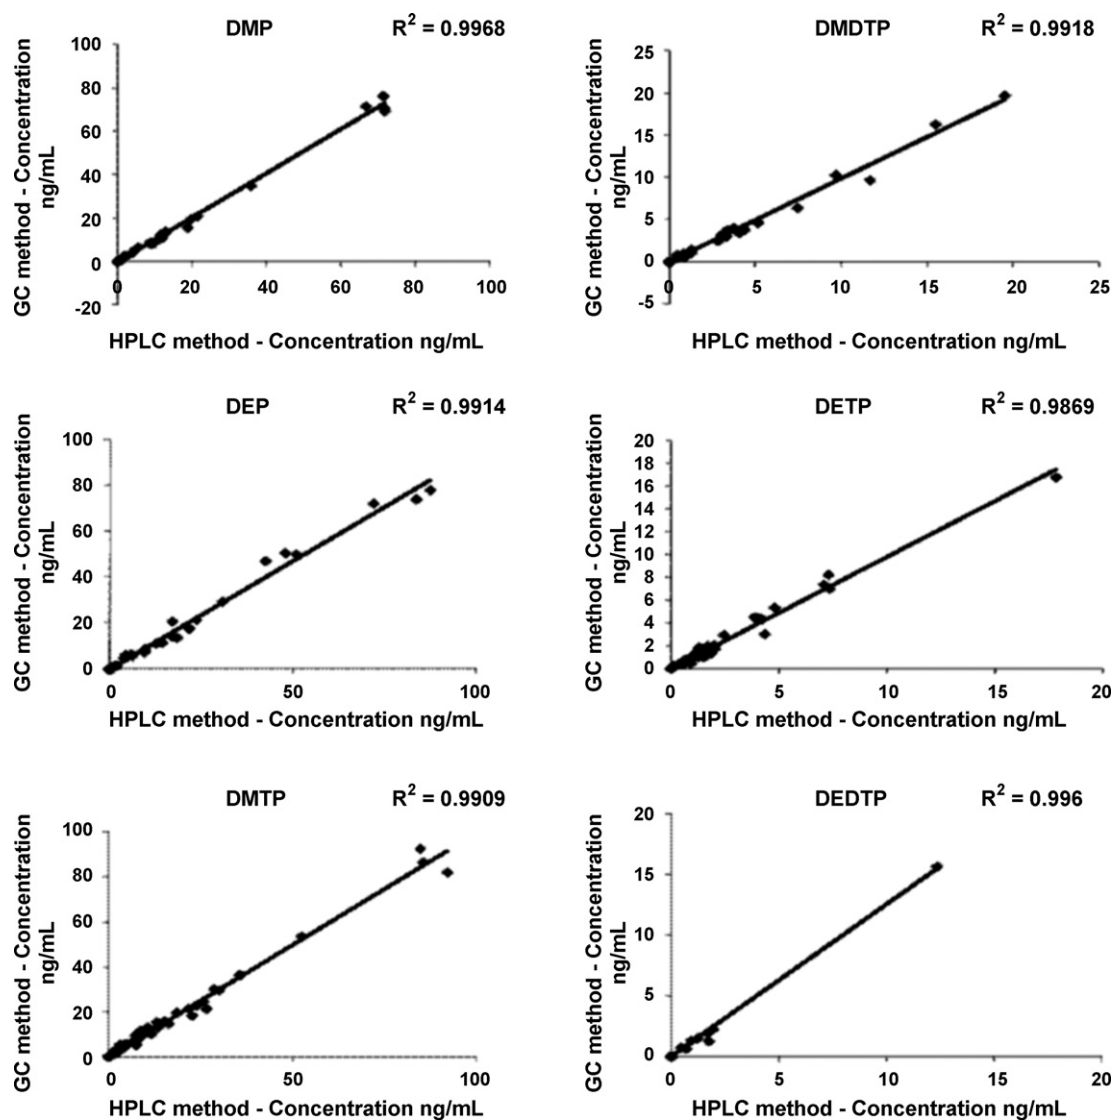 DMP R² = 0.9968
GC method - Concentration
ng/mL
100
80
60
40
20
0
-20
0 20 40 60 80 100
HPLC method - Concentration ng/mL
DMDTP R² = 0.9918
GC method - Concentration
ng/mL
25
20
15
10
5
0
-5
0 5 10 15 20 25
HPLC method - Concentration ng/mL
DEP R² = 0.9914
GC method - Concentration
ng/mL
100
80
60
40
20
0
0 50 100
HPLC method - Concentration ng/mL
DETP R² = 0.9869
GC method - Concentration
ng/mL
20
18
16
14
12
10
8
6
4
2
0
0 5 10 15 20
HPLC method - Concentration ng/mL
DMTP R² = 0.9909
GC method - Concentration
ng/mL
100
80
60
40
20
0
0 50 100
HPLC method - Concentration ng/mL
DEDTP R² = 0.996
GC method - Concentration
ng/mL
20
15
10
5
0
0 5 10 15 20
HPLC method - Concentration ng/mL